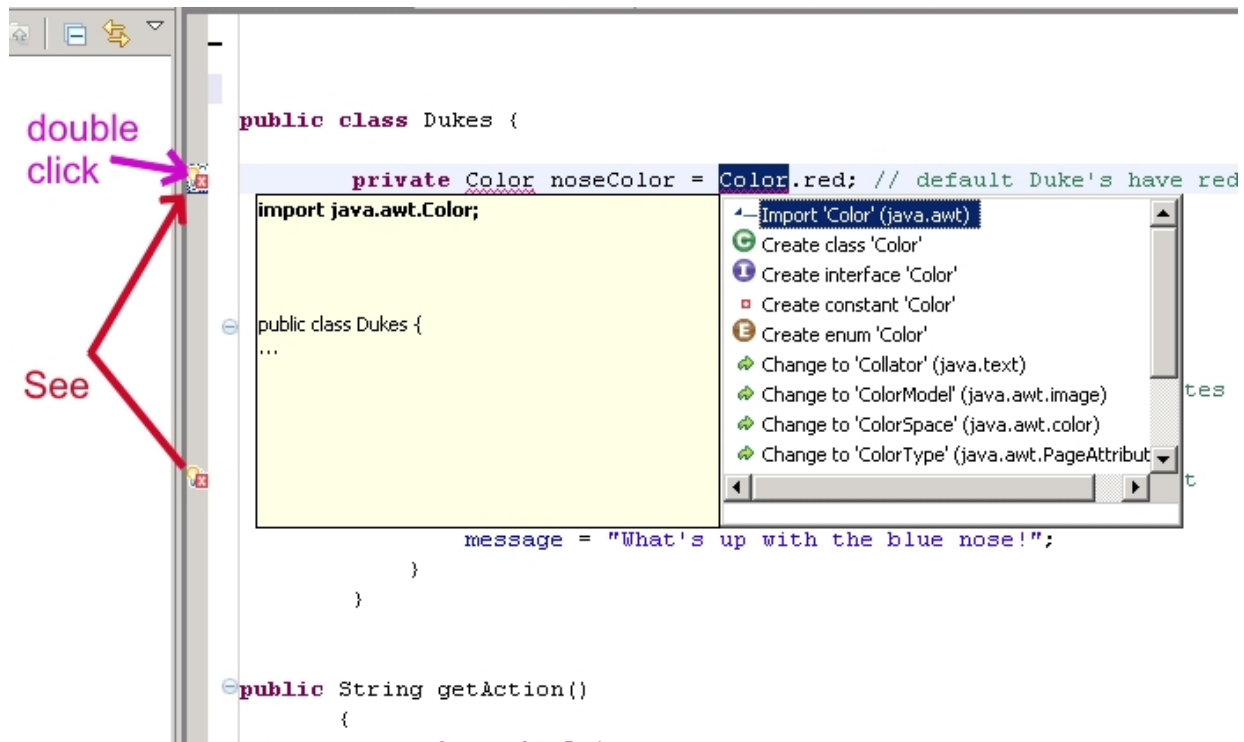 public class Dukes {
double
click
private Color noseColor = Color.red; // default Duke's have red
import java.awt.Color;
public class Dukes {
...
Import 'Color' (java.awt)
Create class 'Color'
Create interface 'Color'
Create constant 'Color'
Create enum 'Color'
Change to 'Collator' (java.text)
Change to 'ColorModel' (java.awt.image)
Change to 'ColorSpace' (java.awt.color)
Change to 'ColorType' (java.awt.PageAttribut
tes
t
See
message = "What's up with the blue nose!";
}
}
public String getAction()
{